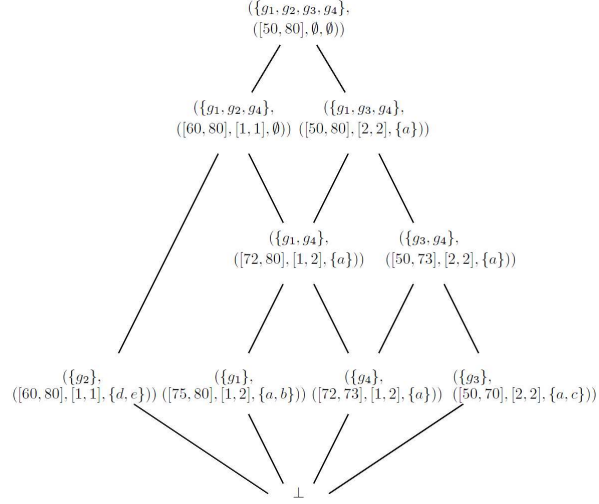 ({g₁, g₂, g₃, g₄},
([50, 80], ∅, ∅))
({g₁, g₂, g₄},
([60, 80], [1, 1], ∅))
({g₁, g₃, g₄},
([50, 80], [2, 2], {a}))
({g₁, g₄},
([72, 80], [1, 2], {a}))
({g₃, g₄},
([50, 73], [2, 2], {a}))
({g₂},
([60, 80], [1, 1], {d, e}))
({g₁},
([75, 80], [1, 2], {a, b}))
({g₄},
([72, 73], [1, 2], {a}))
({g₃},
([50, 70], [2, 2], {a, c}))
⊥